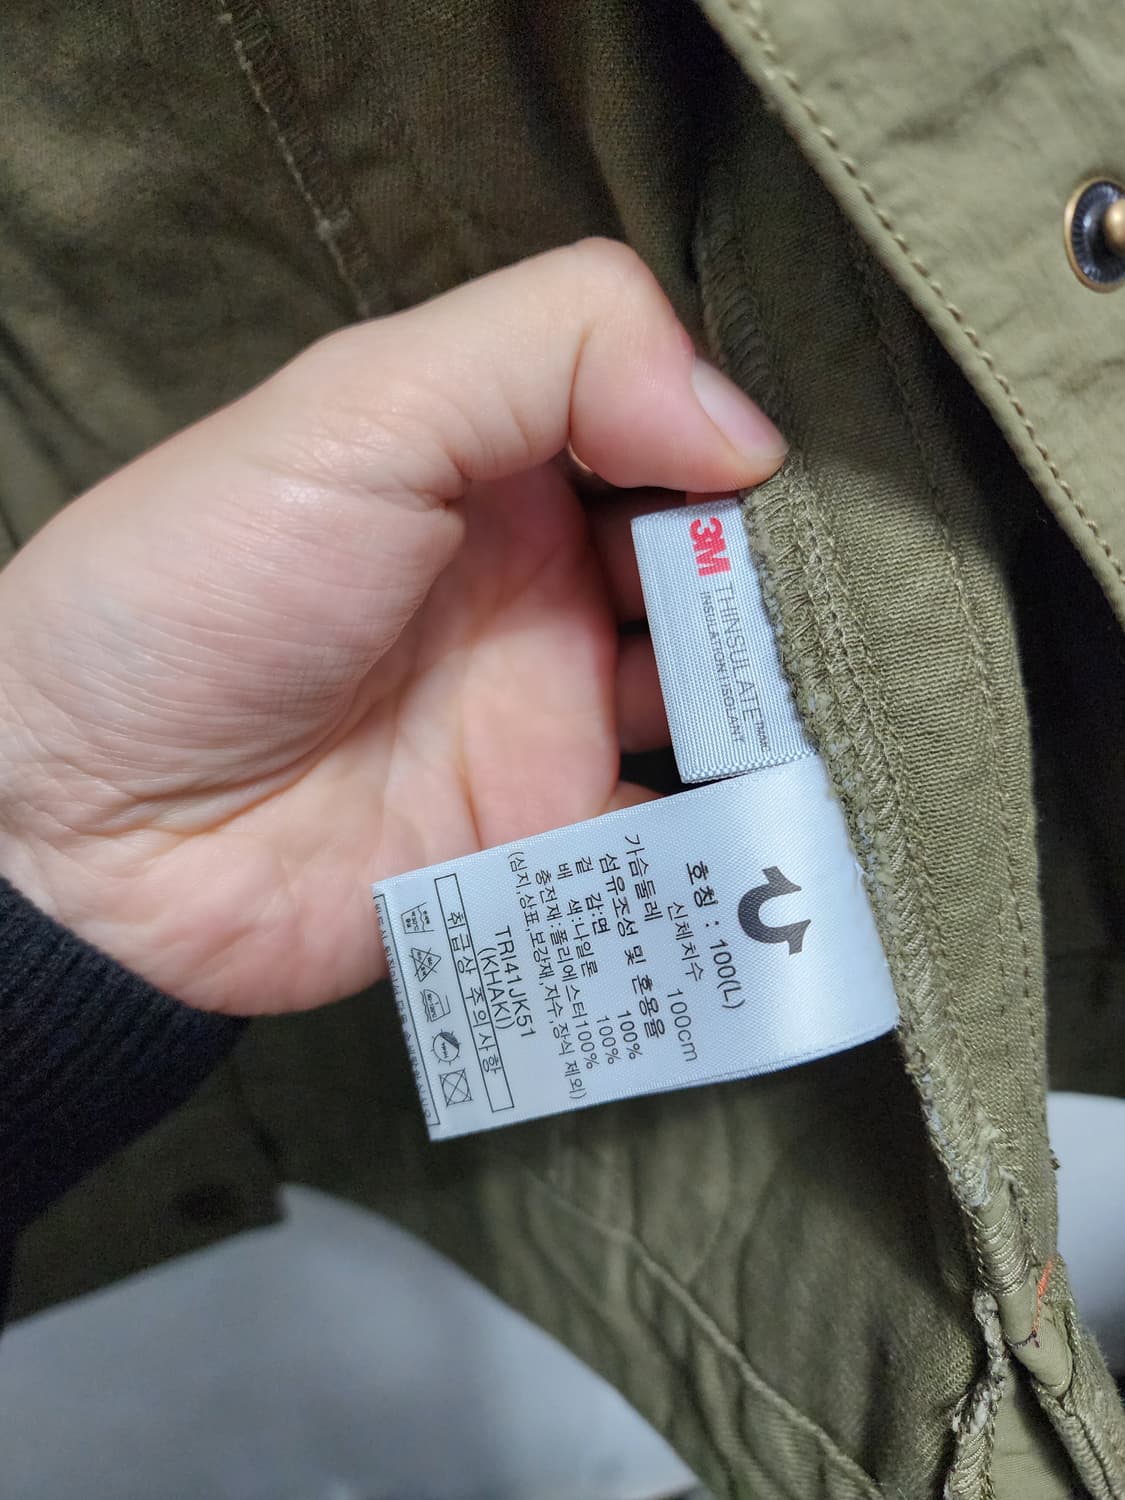 3M THINSULATE™
INSULATION ISOLANT
호칭 : 100(L)
신체치수
가슴둘레 100cm
섬유조성 및 혼용율
겉 감:면 100%
배 색:나일론 100%
충전재:폴리에스터100%
(심지,상표,보강재,자수 장식 제외)
TRI41JK51
(KHAKI)
취급상 주의사항